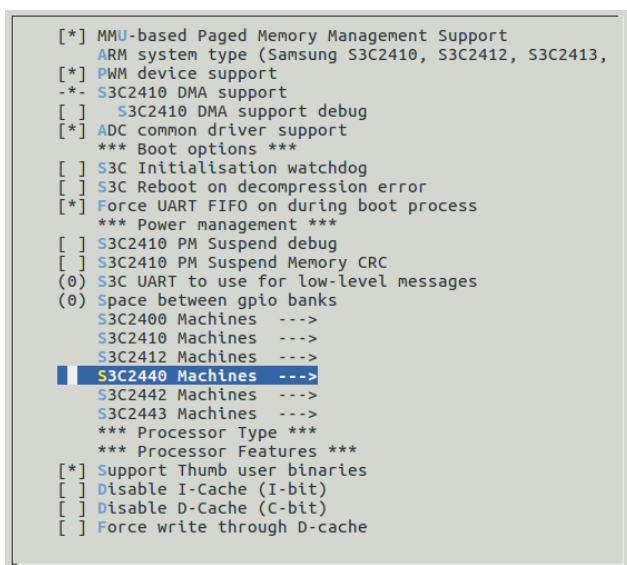 [*] MMU-based Paged Memory Management Support
ARM system type (Samsung S3C2410, S3C2412, S3C2413,
[*] PWM device support
-*- S3C2410 DMA support
[ ] S3C2410 DMA support debug
[*] ADC common driver support
*** Boot options ***
[ ] S3C Initialisation watchdog
[ ] S3C Reboot on decompression error
[*] Force UART FIFO on during boot process
*** Power management ***
[ ] S3C2410 PM Suspend debug
[ ] S3C2410 PM Suspend Memory CRC
(0) S3C UART to use for low-level messages
(0) Space between gpio banks
S3C2400 Machines --->
S3C2410 Machines --->
S3C2412 Machines --->
S3C2440 Machines --->
S3C2442 Machines --->
S3C2443 Machines --->
*** Processor Type ***
*** Processor Features ***
[*] Support Thumb user binaries
[ ] Disable I-Cache (I-bit)
[ ] Disable D-Cache (C-bit)
[ ] Force write through D-cache